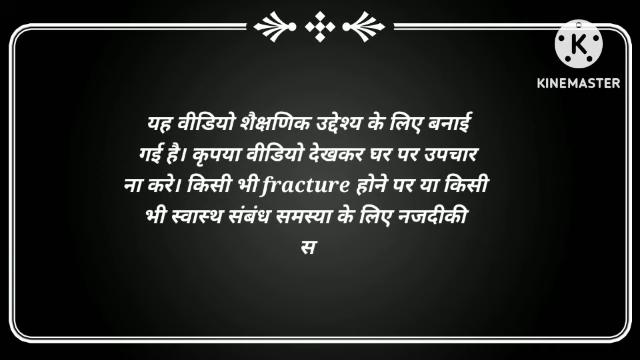 KINEMASTER
यह वीडियो शैक्षणिक उद्देश्य के लिए बनाई
गई है। कृपया वीडियो देखकर घर पर उपचार
ना करे। किसी भी fracture होने पर या किसी
भी स्वास्थ संबंध समस्या के लिए नजदीकी
स